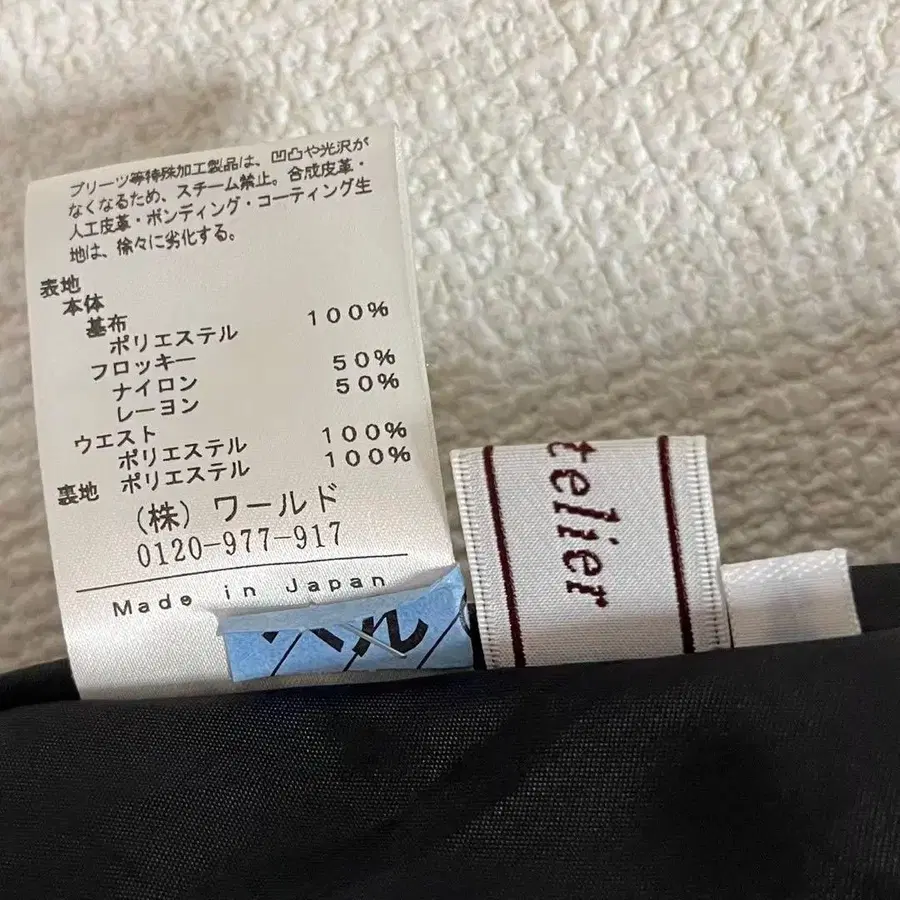 プリーツ等特殊加工製品は、凹凸や光沢が
なくなるため、スチーム禁止。合成皮革・
人工皮革・ボンディング・コーティング生
地は、徐々に劣化する。
表地
本体
基布
ポリエステル 100%
フロッキー
ナイロン 50%
レーヨン 50%
ウエスト
ポリエステル 100%
裏地 ポリエステル 100%
(株) ワールド
0120-977-917
Made in Japan
telier